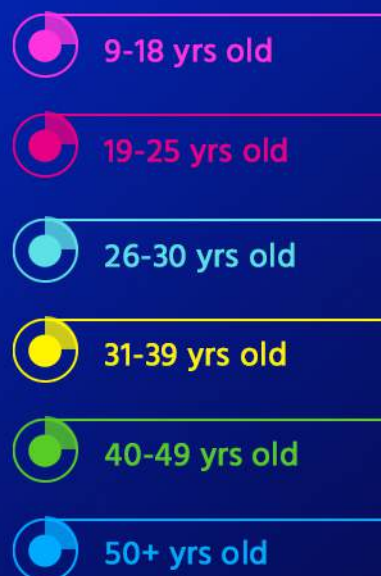 9-18 yrs old
19-25 yrs old
26-30 yrs old
31-39 yrs old
40-49 yrs old
50+ yrs old